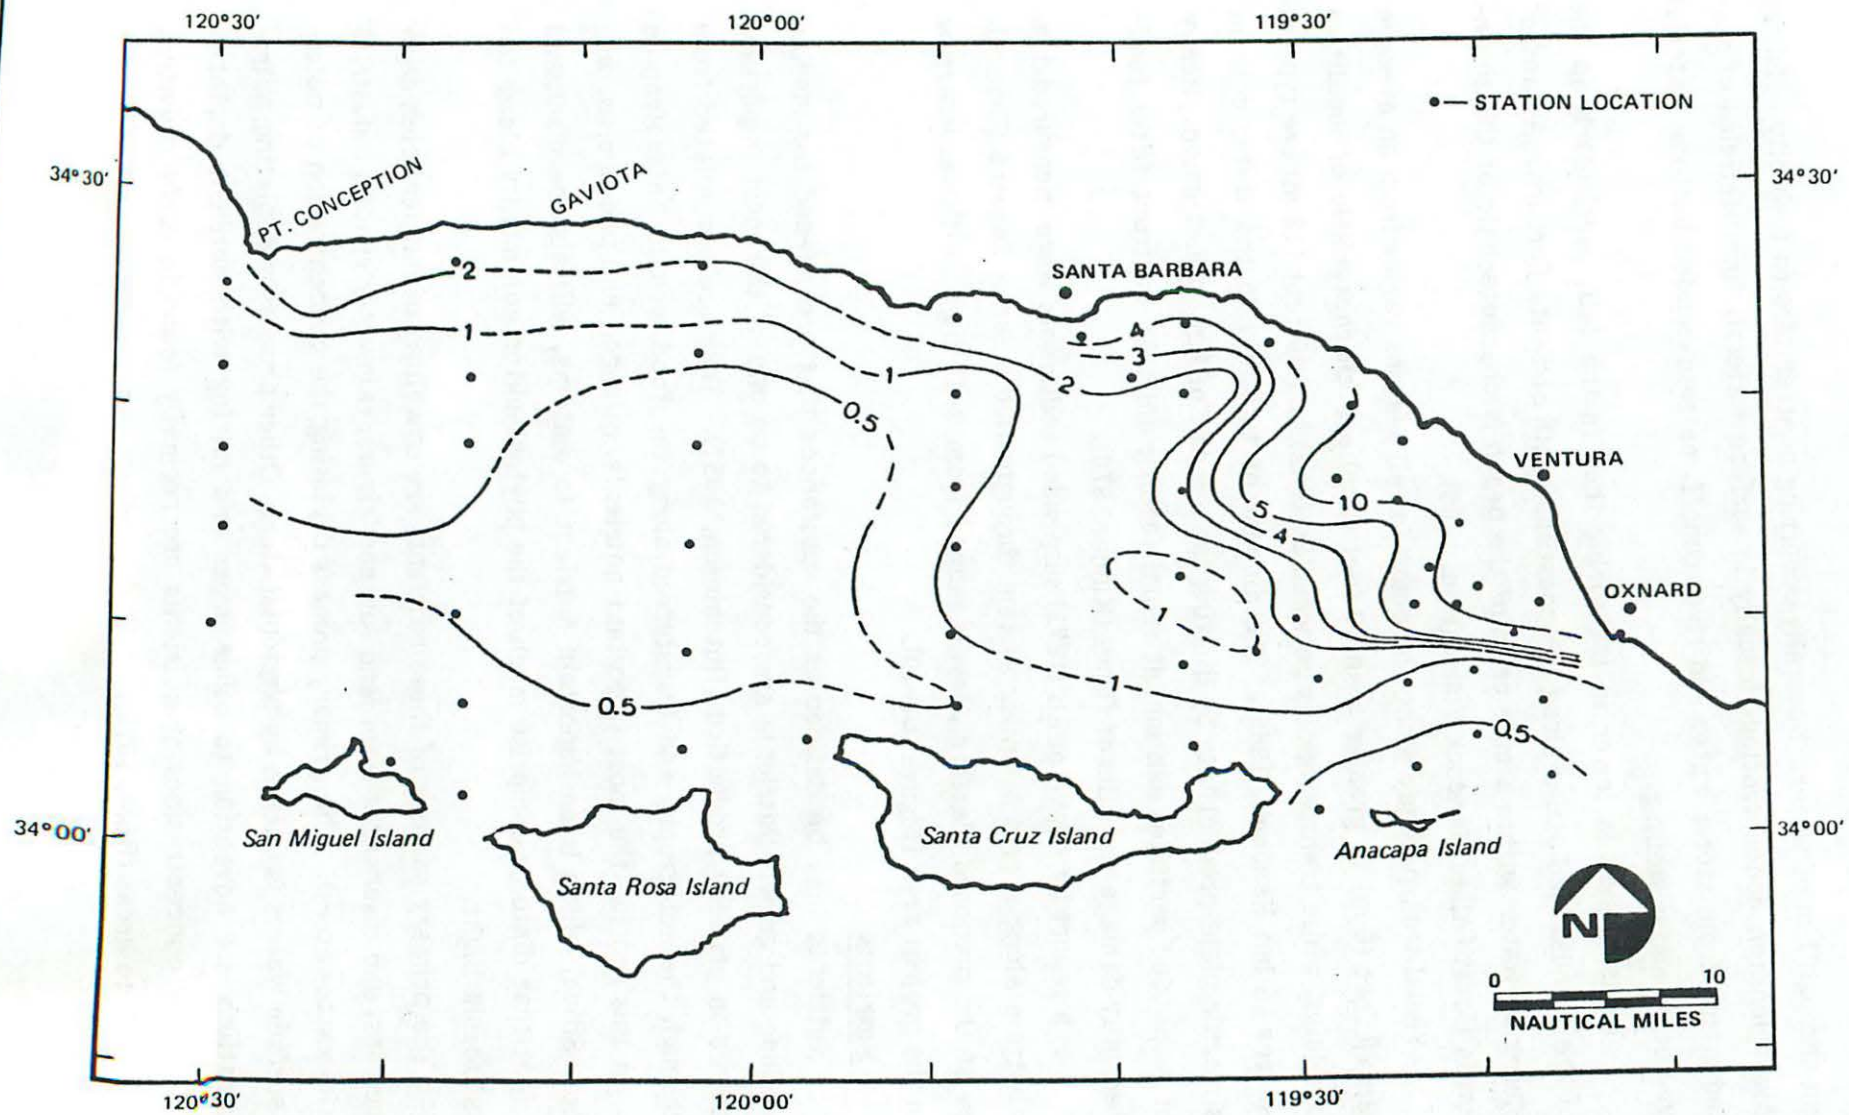 120°30' 120°00' 119°30'
•— STATION LOCATION
34°30' 34°30'
PT. CONCEPTION
GAVIOTA
SANTA BARBARA
2
4
1
3
1
2
0.5
VENTURA
10
5
4
OXNARD
1
1
0.5
0.5
34°00' 34°00'
San Miguel Island
Santa Cruz Island
Anacapa Island
Santa Rosa Island
N
0 10
NAUTICAL MILES
120°30' 120°00' 119°30'